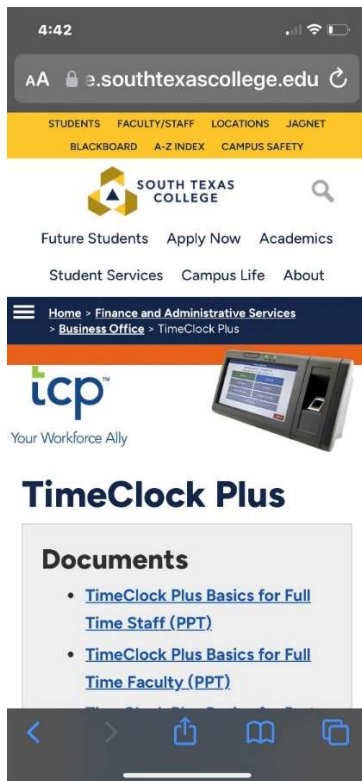 4:42
AA e.southtexascollege.edu
STUDENTS FACULTY/STAFF LOCATIONS JAGNET
BLACKBOARD A-Z INDEX CAMPUS SAFETY
SOUTH TEXAS
COLLEGE
Future Students Apply Now Academics
Student Services Campus Life About
Home > Finance and Administrative Services
> Business Office > TimeClock Plus
tcp™
Your Workforce Ally
TimeClock Plus
Documents
• TimeClock Plus Basics for Full
Time Staff (PPT)
• TimeClock Plus Basics for Full
Time Faculty (PPT)